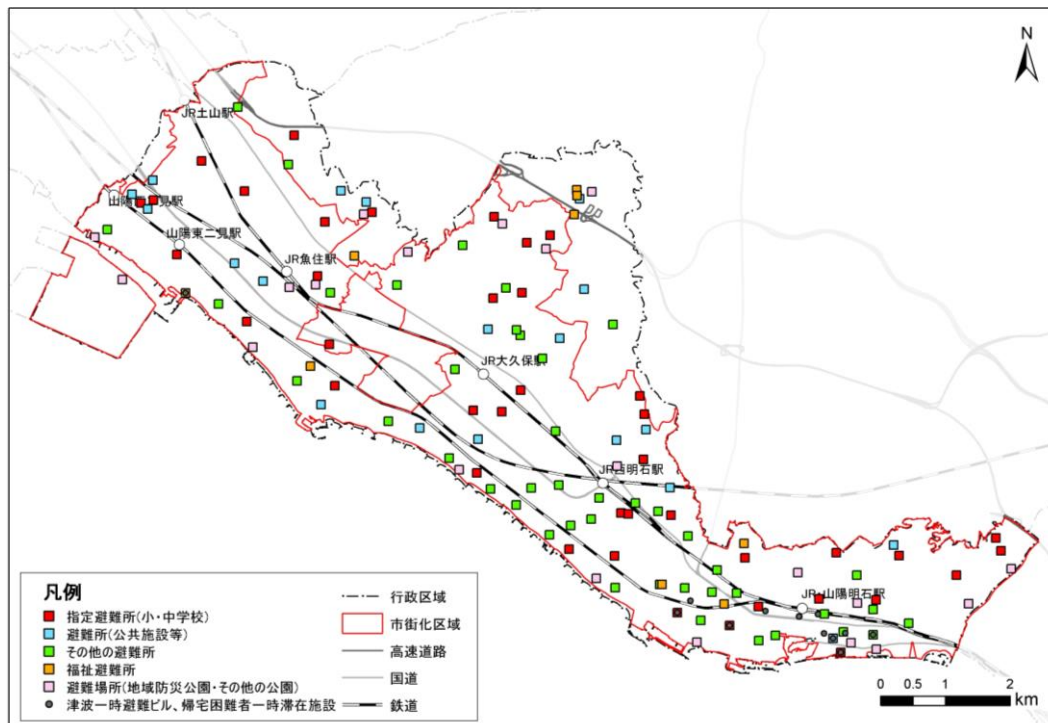 N
JR土山駅
山陽東二見駅
JR魚住駅
JR大久保駅
JR西明石駅
JR・山陽明石駅
凡例
指定避難所(小・中学校)
避難所(公共施設等)
その他の避難所
福祉避難所
避難場所(地域防災公園・その他の公園)
津波一時避難ビル、帰宅困難者一時滞在施設
行政区域
市街化区域
高速道路
国道
鉄道
0 0.5 1 2
km